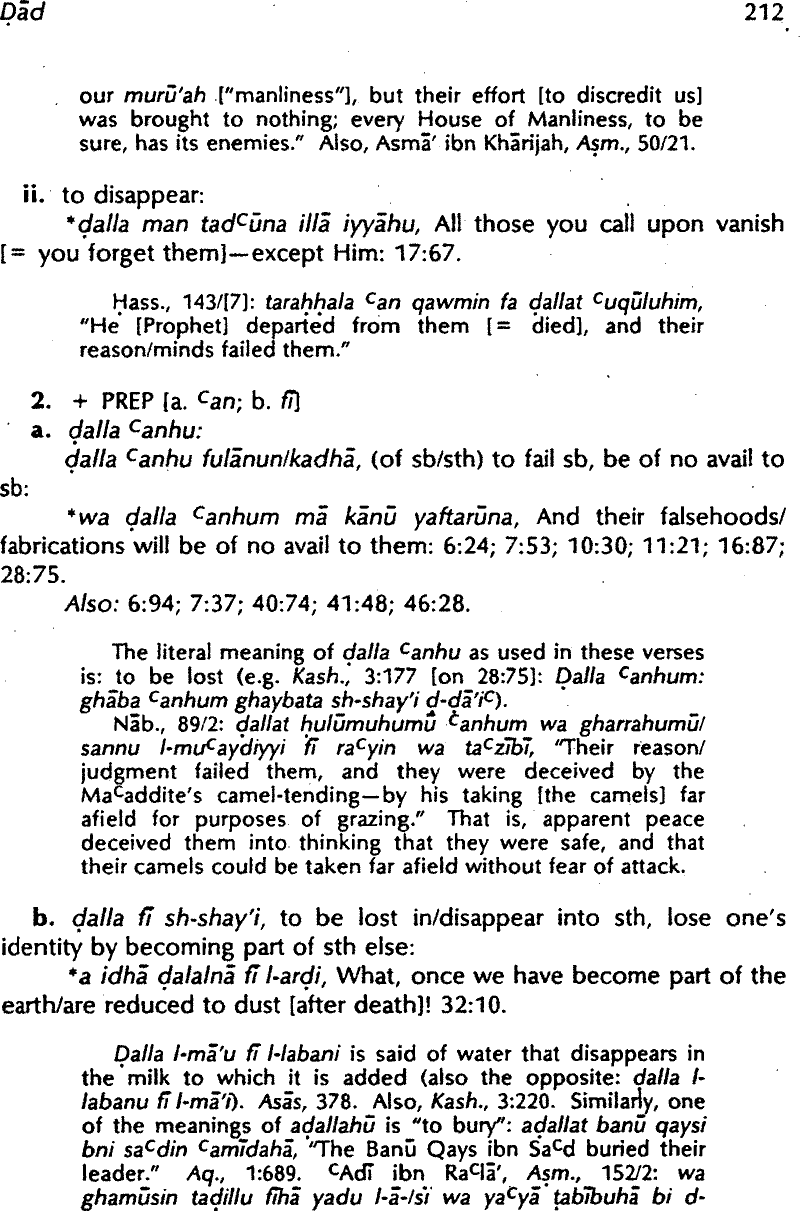 Ḍād 212
our murū'ah ["manliness"], but their effort [to discredit us]
was brought to nothing; every House of Manliness, to be
sure, has its enemies." Also, Asmā' ibn Khārijah, Aṣm., 50/21.
ii. to disappear:
*ḍalla man tadᶜūna illā iyyāhu, All those you call upon vanish
[= you forget them]—except Him: 17:67.
Ḥass., 143/[7]: taraḥḥala ᶜan qawmin fa ḍallat ᶜuqūluhim,
"He [Prophet] departed from them [= died], and their
reason/minds failed them."
2. + PREP [a. ᶜan; b. fī]
a. ḍalla ᶜanhu:
ḍalla ᶜanhu fulānun/kadhā, (of sb/sth) to fail sb, be of no avail to
sb:
*wa ḍalla ᶜanhum mā kānū yaftarūna, And their falsehoods/
fabrications will be of no avail to them: 6:24; 7:53; 10:30; 11:21; 16:87;
28:75.
Also: 6:94; 7:37; 40:74; 41:48; 46:28.
The literal meaning of ḍalla ᶜanhu as used in these verses
is: to be lost (e.g. Kash., 3:177 [on 28:75]: Ḍalla ᶜanhum:
ghāba ᶜanhum ghaybata sh-shay'i ḍ-ḍā'iᶜ).
Nāb., 89/2: ḍallat ḥulūmuhumū ᶜanhum wa gharrahumū/
sannu l-muᶜaydiyyi fī raᶜyin wa taᶜzībī, "Their reason/
judgment failed them, and they were deceived by the
Maᶜaddite's camel-tending—by his taking [the camels] far
afield for purposes of grazing." That is, apparent peace
deceived them into thinking that they were safe, and that
their camels could be taken far afield without fear of attack.
b. ḍalla fī sh-shay'i, to be lost in/disappear into sth, lose one's
identity by becoming part of sth else:
*a idhā ḍalalnā fī l-arḍi, What, once we have become part of the
earth/are reduced to dust [after death]! 32:10.
Ḍalla l-mā'u fī l-labani is said of water that disappears in
the milk to which it is added (also the opposite: ḍalla l-
labanu fī l-mā'i). Asās, 378. Also, Kash., 3:220. Similarly, one
of the meanings of aḍallahū is "to bury": aḍallat banū qaysi
bni saᶜdin ᶜamīdahā, "The Banū Qays ibn Saᶜd buried their
leader." Aq., 1:689. ᶜAdī ibn Raᶜlā', Aṣm., 152/2: wa
ghamūsin taḍillu fīhā yadu l-ā-/si wa yaᶜyā ṭabībuhā bi d-